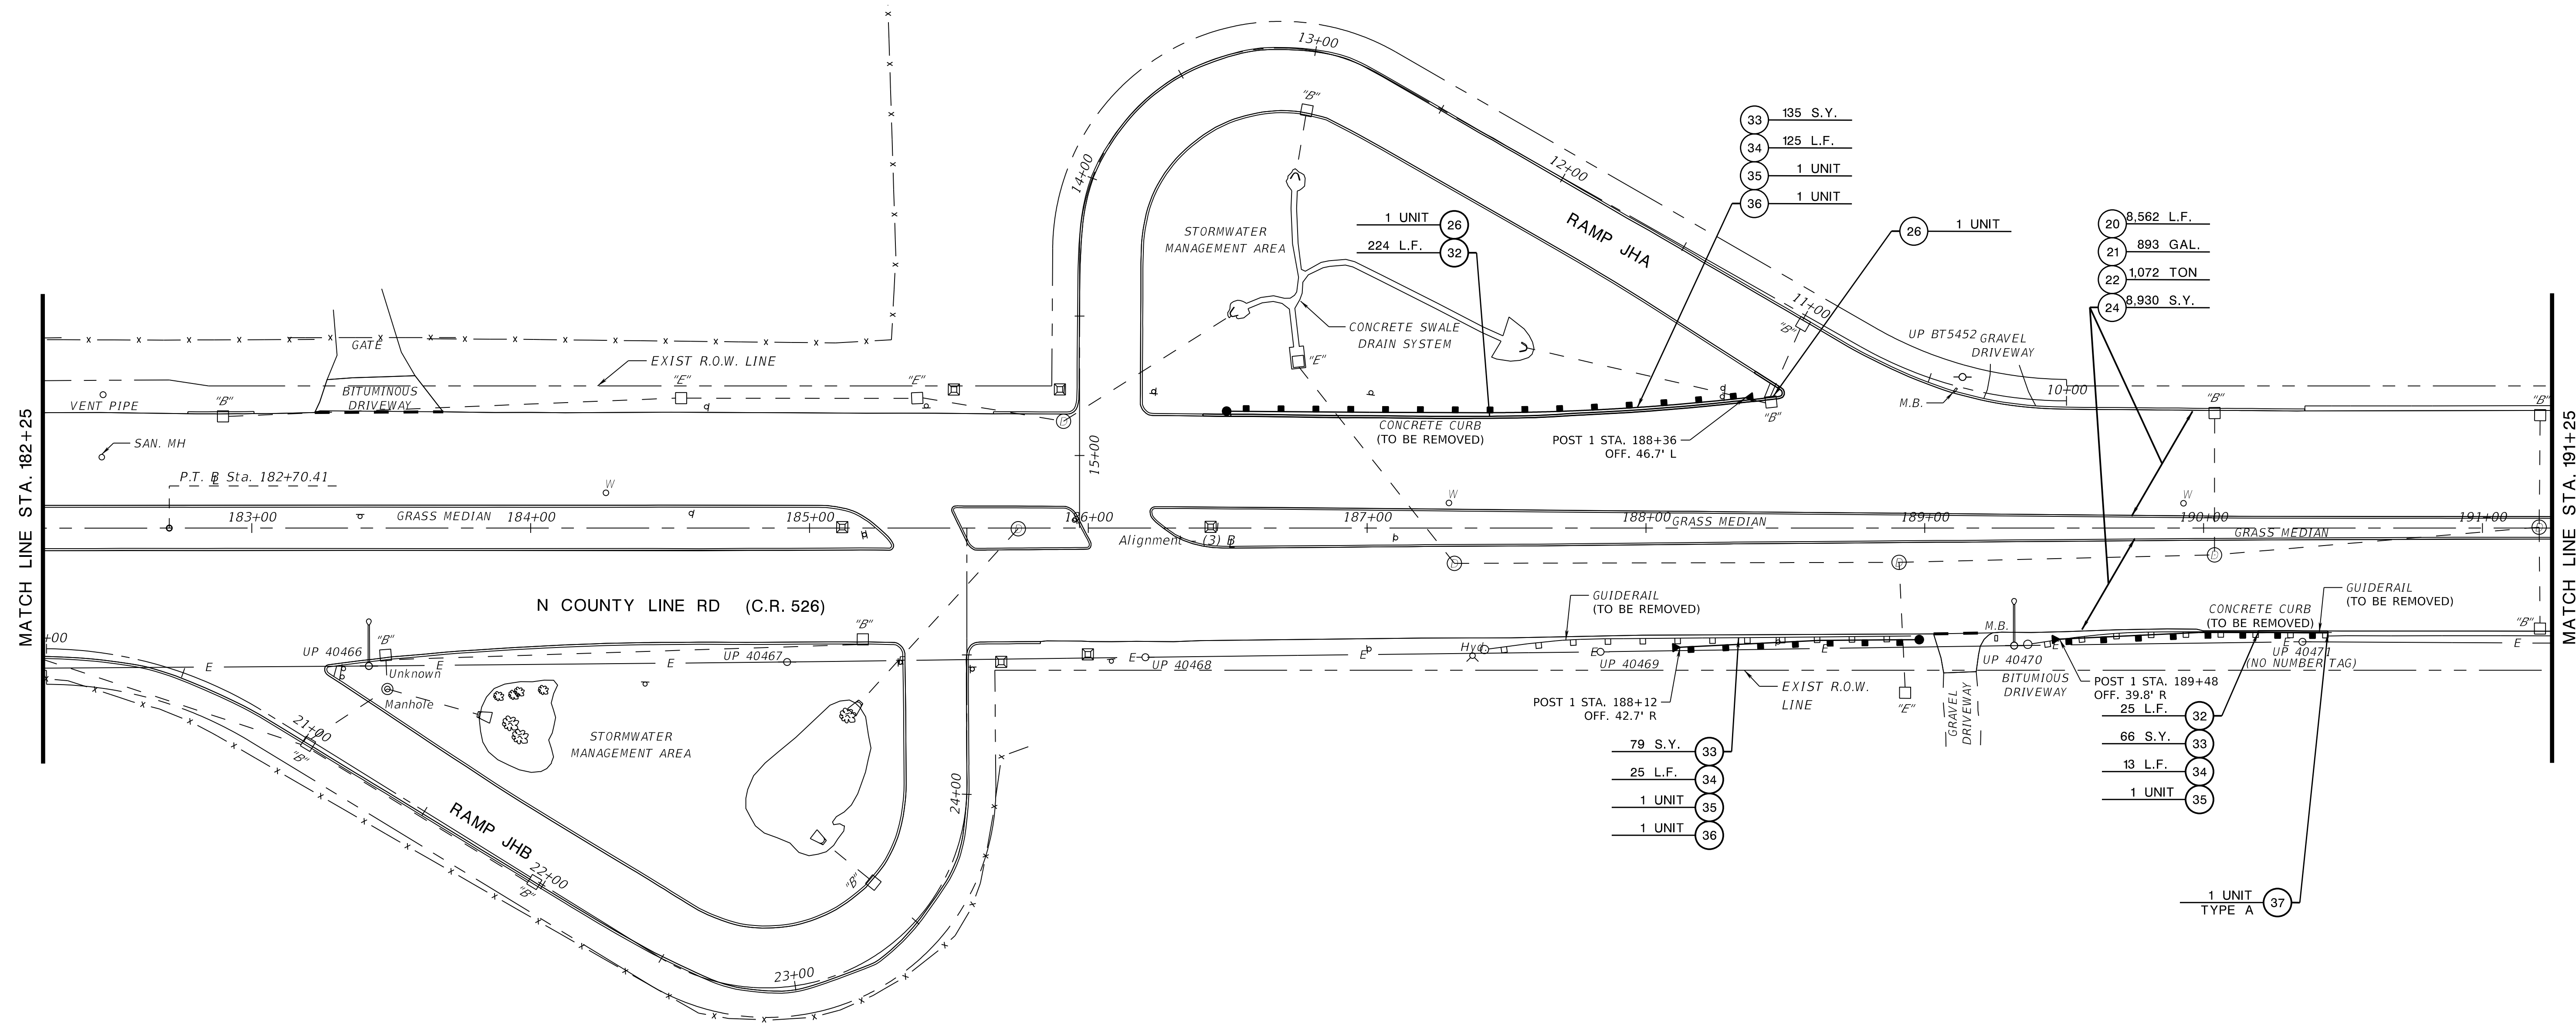 13+00
"B"
14+00
12+00
33 135 S.Y.
34 125 L.F.
35 1 UNIT
36 1 UNIT
STORMWATER
MANAGEMENT AREA
1 UNIT 26
224 L.F. 32
RAMP JHA
26 1 UNIT
20 8,562 L.F.
21 893 GAL.
22 1,072 TON
24 8,930 S.Y.
11+00
"B"
CONCRETE SWALE
DRAIN SYSTEM
"E"
UP BT5452
GRAVEL
DRIVEWAY
10+00
M.B.
GATE
EXIST R.O.W. LINE
BITUMINOUS
DRIVEWAY
"E"
"E"
VENT PIPE
"B"
"B"
"B"
"B"
CONCRETE CURB
(TO BE REMOVED)
POST 1 STA. 188+36
OFF. 46.7' L
SAN. MH
15+00
P.T. B Sta. 182+70.41
W
W
W
MATCH LINE STA. 182+25
MATCH LINE STA. 191+25
183+00
GRASS MEDIAN
184+00
185+00
186+00
187+00
188+00
GRASS MEDIAN
189+00
190+00
191+00
Alignment - (3) B
GRASS MEDIAN
N COUNTY LINE RD (C.R. 526)
GUIDERAIL
(TO BE REMOVED)
GUIDERAIL
(TO BE REMOVED)
CONCRETE CURB
(TO BE REMOVED)
M.B.
"B"
"B"
"B"
+00
UP 40466
E
E
E
UP 40467
E
UP 40468
E
Hyd
E
UP 40469
E
UP 40470
E
E
UP 40471
(NO NUMBER TAG)
E
Unknown
Manhole
21+00
"B"
STORMWATER
MANAGEMENT AREA
POST 1 STA. 188+12
OFF. 42.7' R
EXIST R.O.W.
LINE
"E"
GRAVEL
DRIVEWAY
BITUMIOUS
DRIVEWAY
POST 1 STA. 189+48
OFF. 39.8' R
25 L.F. 32
66 S.Y. 33
13 L.F. 34
1 UNIT 35
79 S.Y. 33
25 L.F. 34
1 UNIT 35
1 UNIT 36
24+00
RAMP JHB
22+00
"B"
"B"
1 UNIT
TYPE A 37
23+00